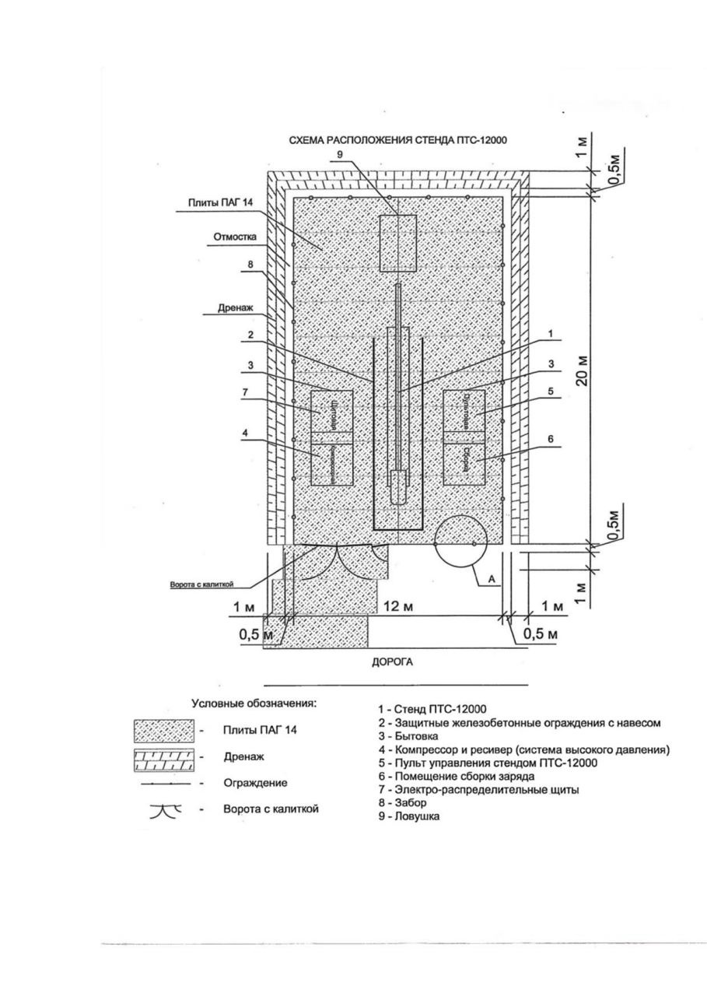 СХЕМА РАСПОЛОЖЕНИЯ СТЕНДА ПТС-12000
9
1 м
0,5м
Плиты ПАГ 14
Отмостка
8
Дренаж
2
1
3
3
20 м
7
5
Щитовая
Пультовая
4
6
Компрессорная
Сборка
0,5м
А
Ворота с калиткой
1 м
1 м
12 м
1 м
0,5 м
0,5 м
ДОРОГА
Условные обозначения:
- Плиты ПАГ 14
- Дренаж
- Ограждение
- Ворота с калиткой
1 - Стенд ПТС-12000
2 - Защитные железобетонные ограждения с навесом
3 - Бытовка
4 - Компрессор и ресивер (система высокого давления)
5 - Пульт управления стендом ПТС-12000
6 - Помещение сборки заряда
7 - Электро-распределительные щиты
8 - Забор
9 - Ловушка